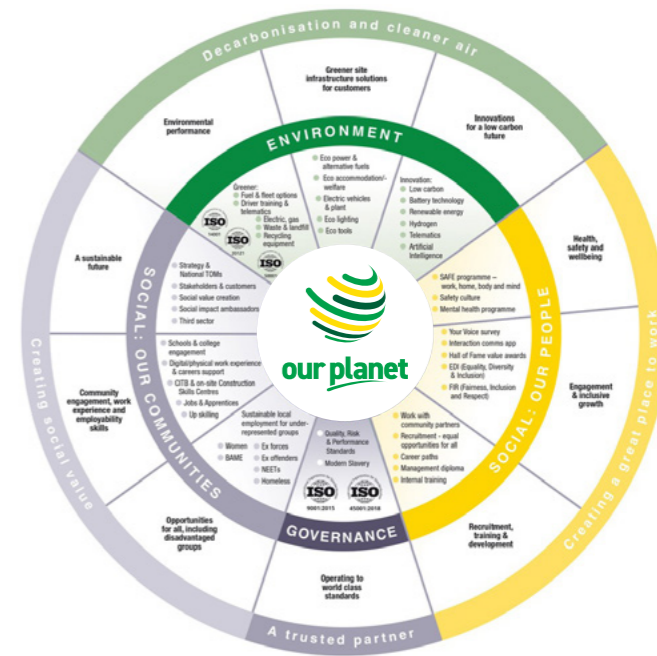 Decarbonisation and cleaner air
Greener site
infrastructure solutions
for customers
Environmental
performance
Innovations
for a low carbon
future
ENVIRONMENT
Greener:
Fuel & fleet options
Driver training &
telematics
Electric, gas
Waste & landfill
Recycling
equipment
ISO
ISO
ISO
Eco power &
alternative fuels
Eco accommodation/-
welfare
Electric vehicles
& plant
Eco lighting
Eco tools
Innovation:
Low carbon
Battery technology
Renewable energy
Hydrogen
Telematics
Artificial
Intelligence
Health,
safety and
wellbeing
SAFE programme –
work, home, body and mind
Safety culture
Mental health programme
SOCIAL: OUR PEOPLE
Creating a great place to work
Your Voice survey
Interaction comms app
Hall of Fame value awards
EDI (Equality, Diversity
& Inclusion)
FIR (Fairness, Inclusion
and Respect)
Engagement
& inclusive
growth
Work with
community partners
Recruitment - equal
opportunities for all
Career paths
Management diploma
Internal training
Recruitment,
training &
development
Quality, Risk
& Performance
Standards
Modern Slavery
ISO
9001:2015
ISO
45001:2018
GOVERNANCE
Operating to
world class
standards
A trusted partner
Sustainable local
employment for under-
represented groups
Women
BAME
Ex forces
Ex offenders
NEETs
Homeless
Opportunities
for all, including
disadvantaged
groups
Schools & college
engagement
Digital/physical work experience
& careers support
CITB & on-site Construction
Skills Centres
Jobs & Apprentices
Up skilling
Community
engagement, work
experience and
employability
skills
SOCIAL: OUR COMMUNITIES
Creating social value
Strategy &
National TOMs
Stakeholders & customers
Social value creation
Social impact ambassadors
Third sector
A sustainable
future
our planet